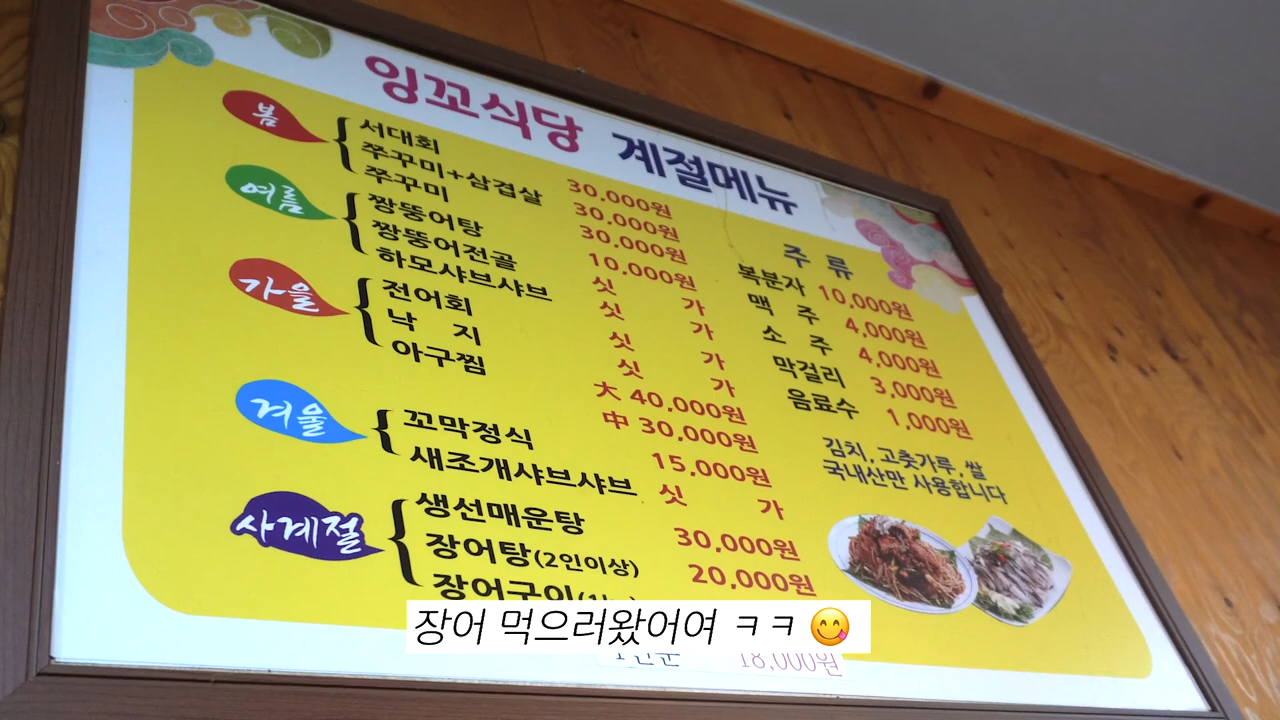 잉꼬식당 계절메뉴
봄
서대회 30,000원
쭈꾸미+삼겹살 30,000원
쭈꾸미 30,000원
여름
짱뚱어탕 10,000원
짱뚱어전골 싯 가
하모샤브샤브 싯 가
가을
전어회 싯 가
낙 지 싯 가
아구찜 大 40,000원
中 30,000원
겨울
꼬막정식 15,000원
새조개샤브샤브 싯 가
사계절
생선매운탕 30,000원
장어탕(2인이상) 20,000원
장어구이
1인분 18,000원
주 류
복분자 10,000원
맥 주 4,000원
소 주 4,000원
막걸리 3,000원
음료수 1,000원
김치, 고춧가루, 쌀
국내산만 사용합니다
장어 먹으러왔어여 ㅋㅋ 😋